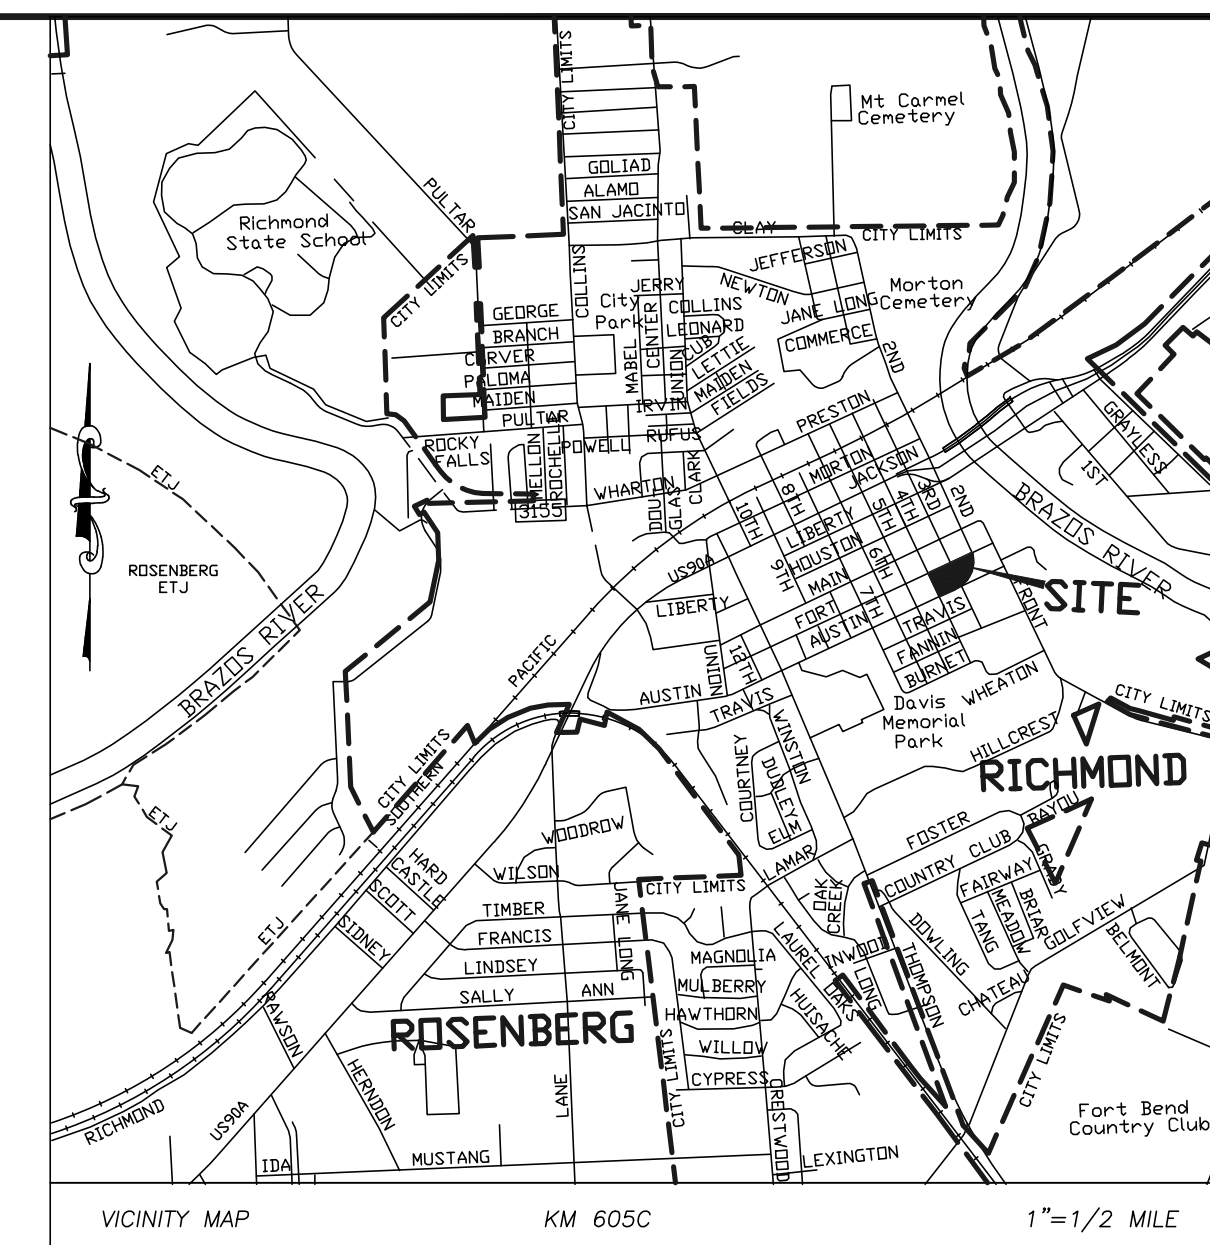 CITY LIMITS
CITY LIMITS
Mt Carmel
Cemetery
GOLIAD
ALAMO
SAN JACINTO
PULTAR
Richmond
State School
CLAY
CITY LIMITS
JEFFERSON
CITY LIMITS
COLLINS
JERRY
NEWTON
Morton
Cemetery
City
Park
COLLINS
JANE LONG
GEORGE
CENTER
LEONARD
BRANCH
CUB
COMMERCE
2ND
CARVER
MABEL
UNION
LETTIE
PALOMA
MAIDEN
MAIDEN
FIELDS
IRVIN
PRESTON
PULTAR
GRAYLESS
ROCKY
FALLS
MELLON
ROCHELLE
POWELL
RUFUS
MORTON
JACKSON
1ST
ETJ
WHARTON
CLARK
DOUGLAS
3155
10TH
8TH
5TH
4TH
3RD
2ND
BRAZOS RIVER
LIBERTY
HOUSTON
ROSENBERG
ETJ
US90A
9TH
MAIN
6TH
7TH
SITE
LIBERTY
FORT
AUSTIN
TRAVIS
FRONT
BRAZOS RIVER
PACIFIC
UNION
12TH
FANNIN
BURNET
WHEATON
AUSTIN
TRAVIS
Davis
Memorial
Park
CITY LIMITS
WINSTON
HILLCREST
CITY LIMITS
SOUTHERN
COURTNEY
DUDLEY
RICHMOND
ETJ
WOODROW
ELM
FOSTER
BAYOU
HARD
CASTLE
WILSON
LAMAR
COUNTRY CLUB
GRADY
SCOTT
CITY LIMITS
OAK
CREEK
FAIRWAY
TIMBER
JANE LONG
MEADOW
BRIAR
GOLFVIEW
ETJ
SIDNEY
FRANCIS
LAUREL OAKS
DOWLING
TANG
BELMONT
LINDSEY
MAGNOLIA
INWOOD
THOMPSON
SALLY ANN
MULBERRY
LONG
CHATEAU
RAWSON
ROSENBERG
HAWTHORN
HUISACHE
CITY LIMITS
WILLOW
CITY LIMITS
HERNDON
LANE
CYPRESS
CRESTWOOD
RICHMOND
US90A
Fort Bend
Country Club
IDA
MUSTANG
LEXINGTON
VICINITY MAP
KM 605C
1"=1/2 MILE